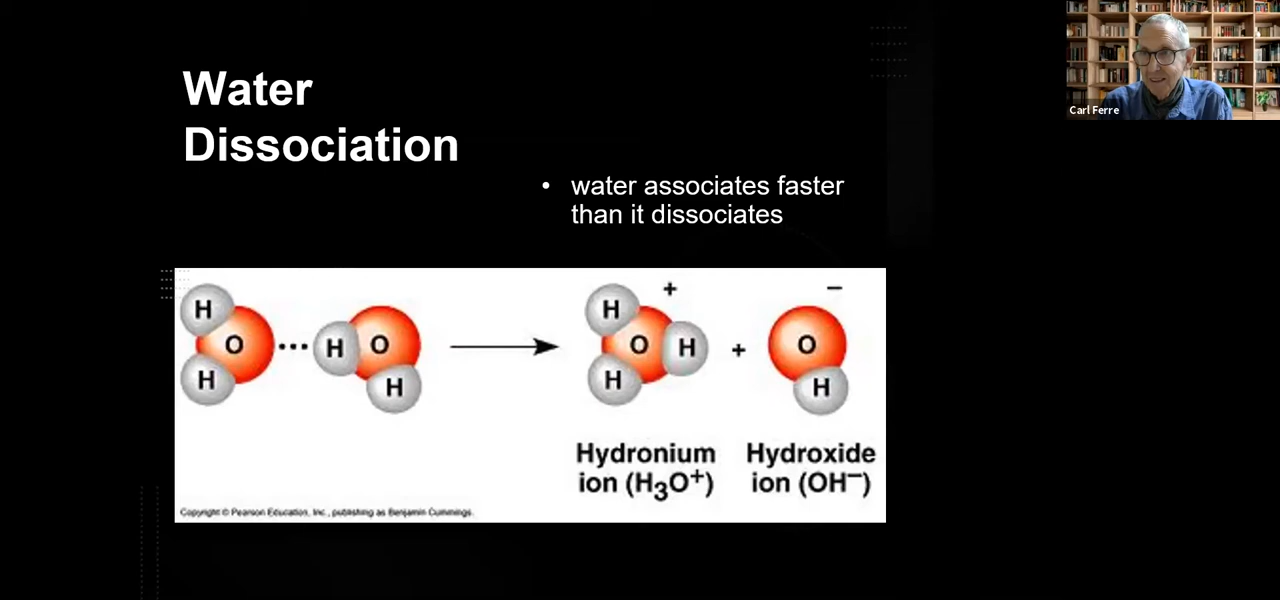 Water
Dissociation
• water associates faster
than it dissociates
Carl Ferre
H
O
H
H
O
H
+
H
O
H
H
+
−
O
H
Hydronium
ion (H₃O⁺)
Hydroxide
ion (OH⁻)
Copyright © Pearson Education, Inc., publishing as Benjamin Cummings.